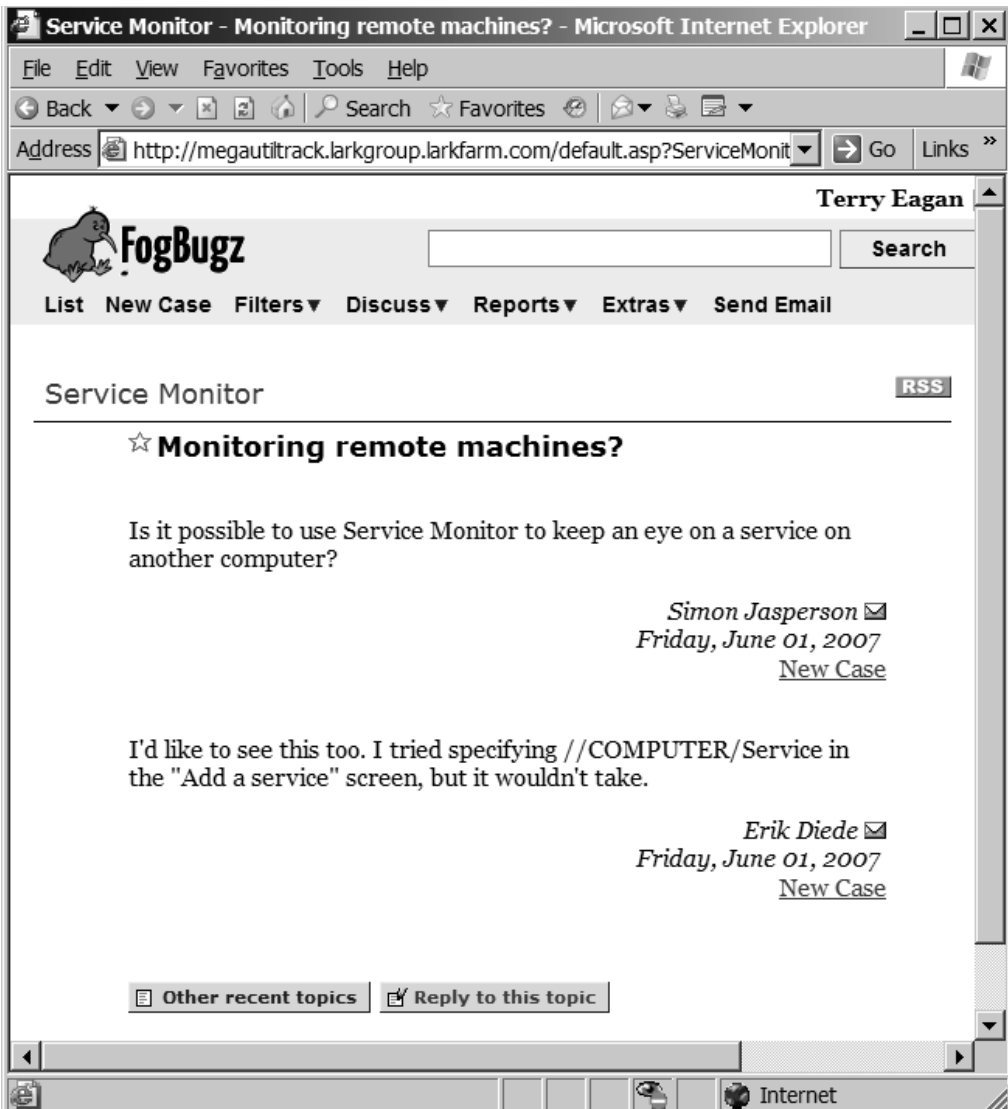 Service Monitor - Monitoring remote machines? - Microsoft Internet Explorer
File Edit View Favorites Tools Help
Back Search Favorites
Address http://megautiltrack.larkgroup.larkfarm.com/default.asp?ServiceMonit Go Links »
Terry Eagan
FogBugz Search
List New Case Filters▼ Discuss▼ Reports▼ Extras▼ Send Email
Service Monitor RSS
Monitoring remote machines?
Is it possible to use Service Monitor to keep an eye on a service on
another computer?
Simon Jasperson
Friday, June 01, 2007
New Case
I'd like to see this too. I tried specifying //COMPUTER/Service in
the "Add a service" screen, but it wouldn't take.
Erik Diede
Friday, June 01, 2007
New Case
Other recent topics Reply to this topic
Internet